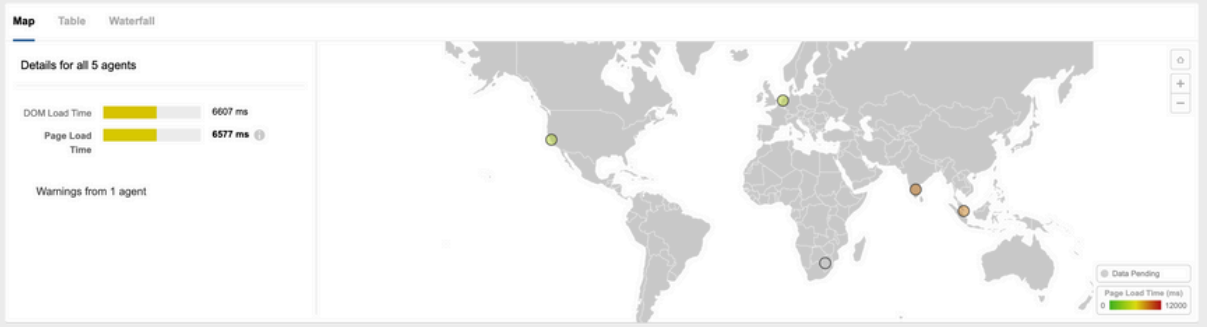 Map Table Waterfall
Details for all 5 agents
DOM Load Time 6607 ms
Page Load Time 6577 ms
Warnings from 1 agent
Data Pending
Page Load Time (ms)
0 12000